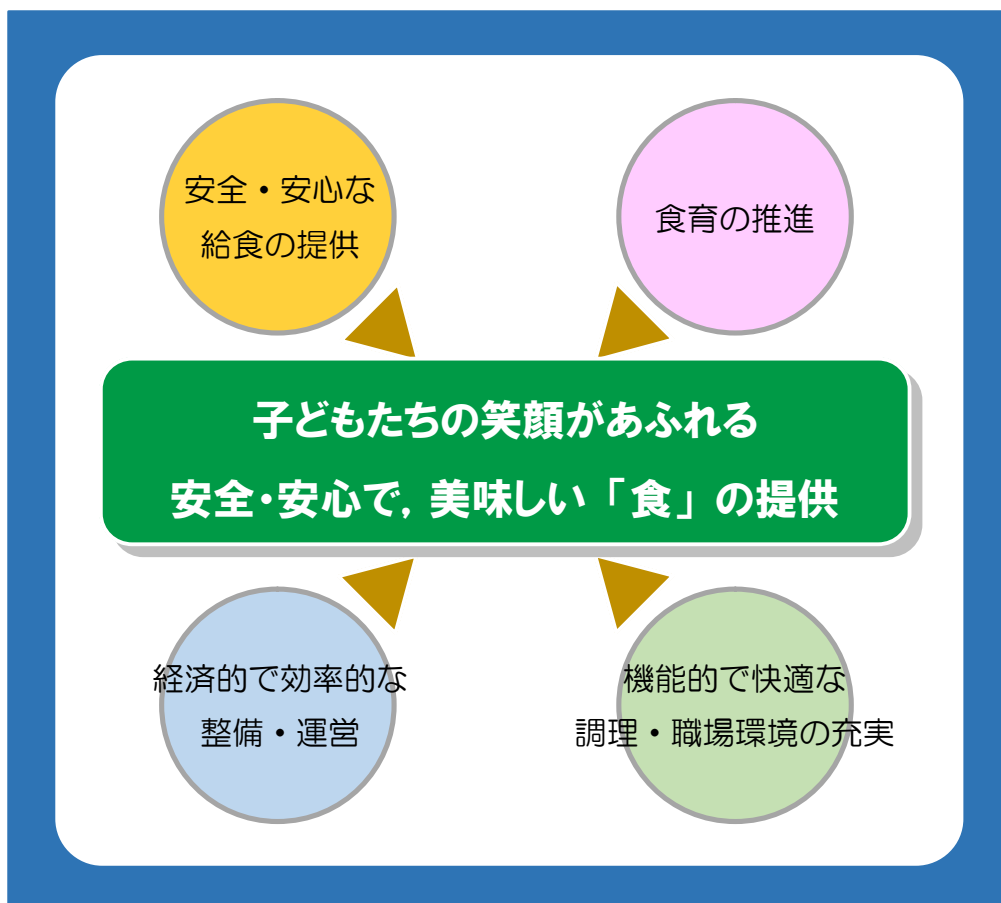 安全・安心な
給食の提供
食育の推進
子どもたちの笑顔があふれる
安全・安心で，美味しい「食」の提供
経済的で効率的な
整備・運営
機能的で快適な
調理・職場環境の充実